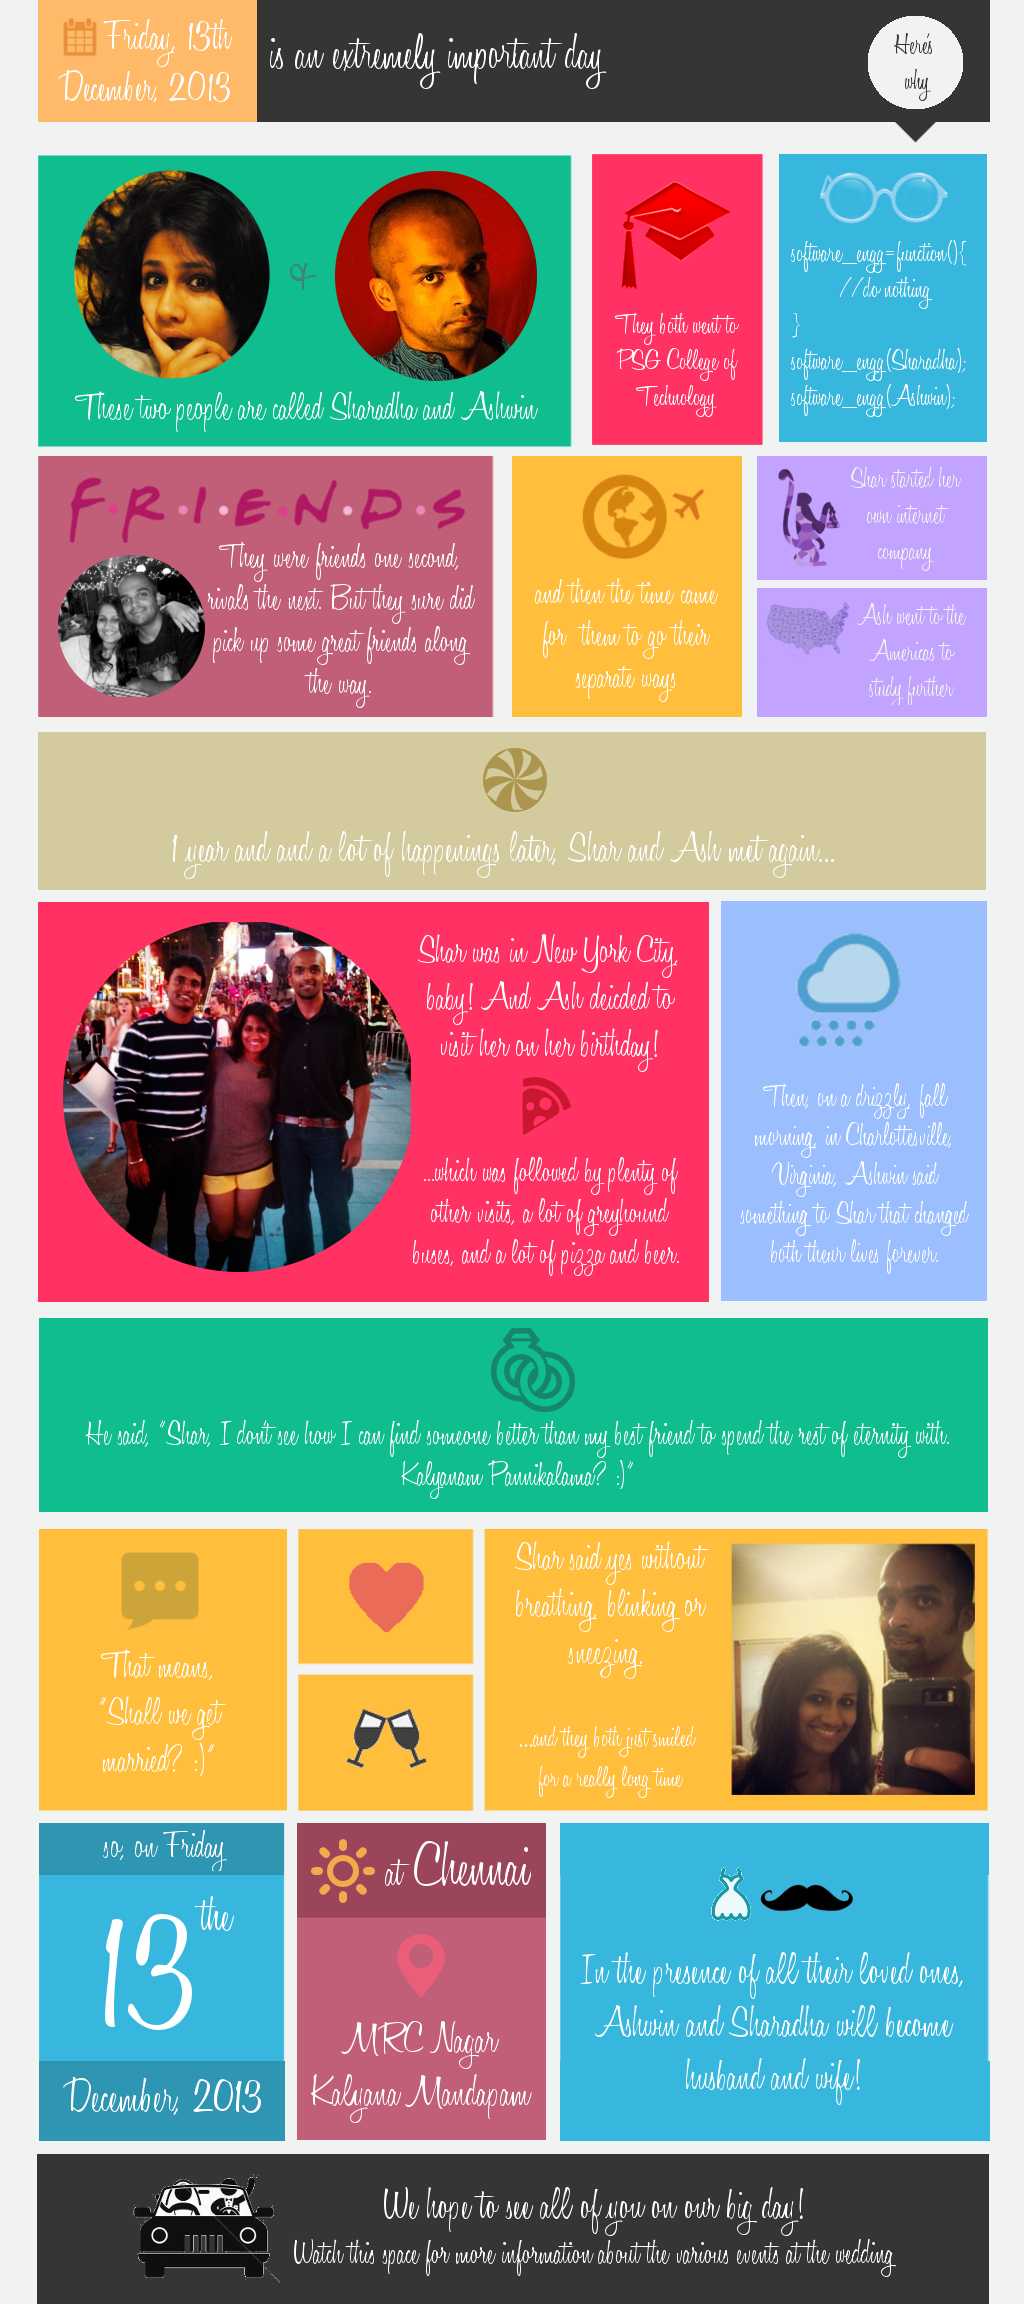 Friday, 13th
December, 2013
is an extremely important day
Here's
why
&
These two people are called Sharadha and Ashwin
They both went to
PSG College of
Technology
software_engg=function(){
//do nothing
}
software_engg(Sharadha);
software_engg(Ashwin);
F·R·I·E·N·D·S
They were friends one second,
rivals the next. But they sure did
pick up some great friends along
the way.
and then the time came
for them to go their
separate ways
Shar started her
own internet
company
Ash went to the
Americas to
study further
1 year and and a lot of happenings later, Shar and Ash met again...
Shar was in New York City,
baby! And Ash deicded to
visit her on her birthday!
...which was followed by plenty of
other visits, a lot of greyhound
buses, and a lot of pizza and beer.
Then, on a drizzly, fall
morning, in Charlottesville,
Virginia, Ashwin said
something to Shar that changed
both theur lives forever.
He said, "Shar, I don't see how I can find someone better than my best friend to spend the rest of eternity with.
Kalyanam Pannikalama? :)"
That means,
"Shall we get
married? :)"
Shar said yes without
breathing, blinking or
sneezing.
...and they both just smiled
for a really long time
so, on Friday
the
13
December, 2013
at Chennai
MRC Nagar
Kalyana Mandapam
In the presence of all their loved ones,
Ashwin and Sharadha will become
husband and wife!
We hope to see all of you on our big day!
Watch this space for more information about the various events at the wedding